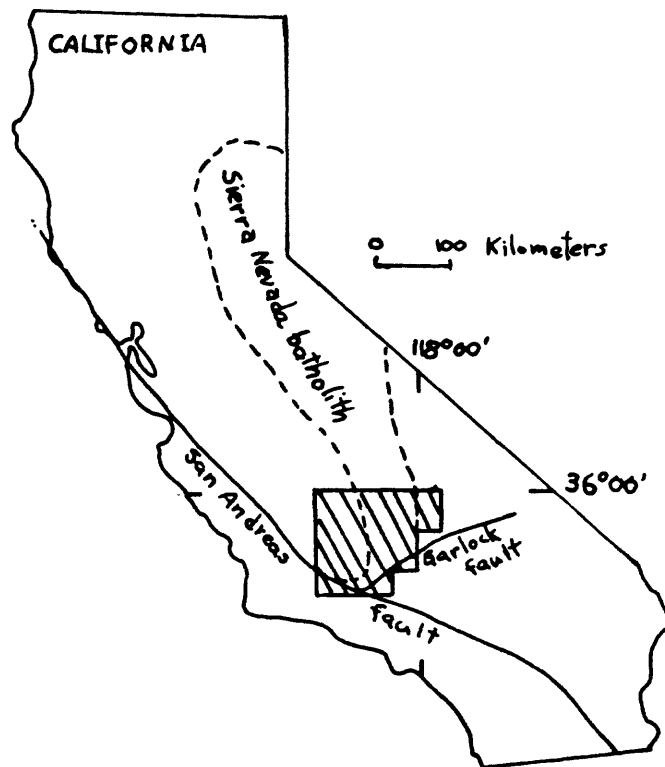 CALIFORNIA
Sierra Nevada batholith
0 100 Kilometers
118°00'
36°00'
San Andreas
fault
Garlock
fault